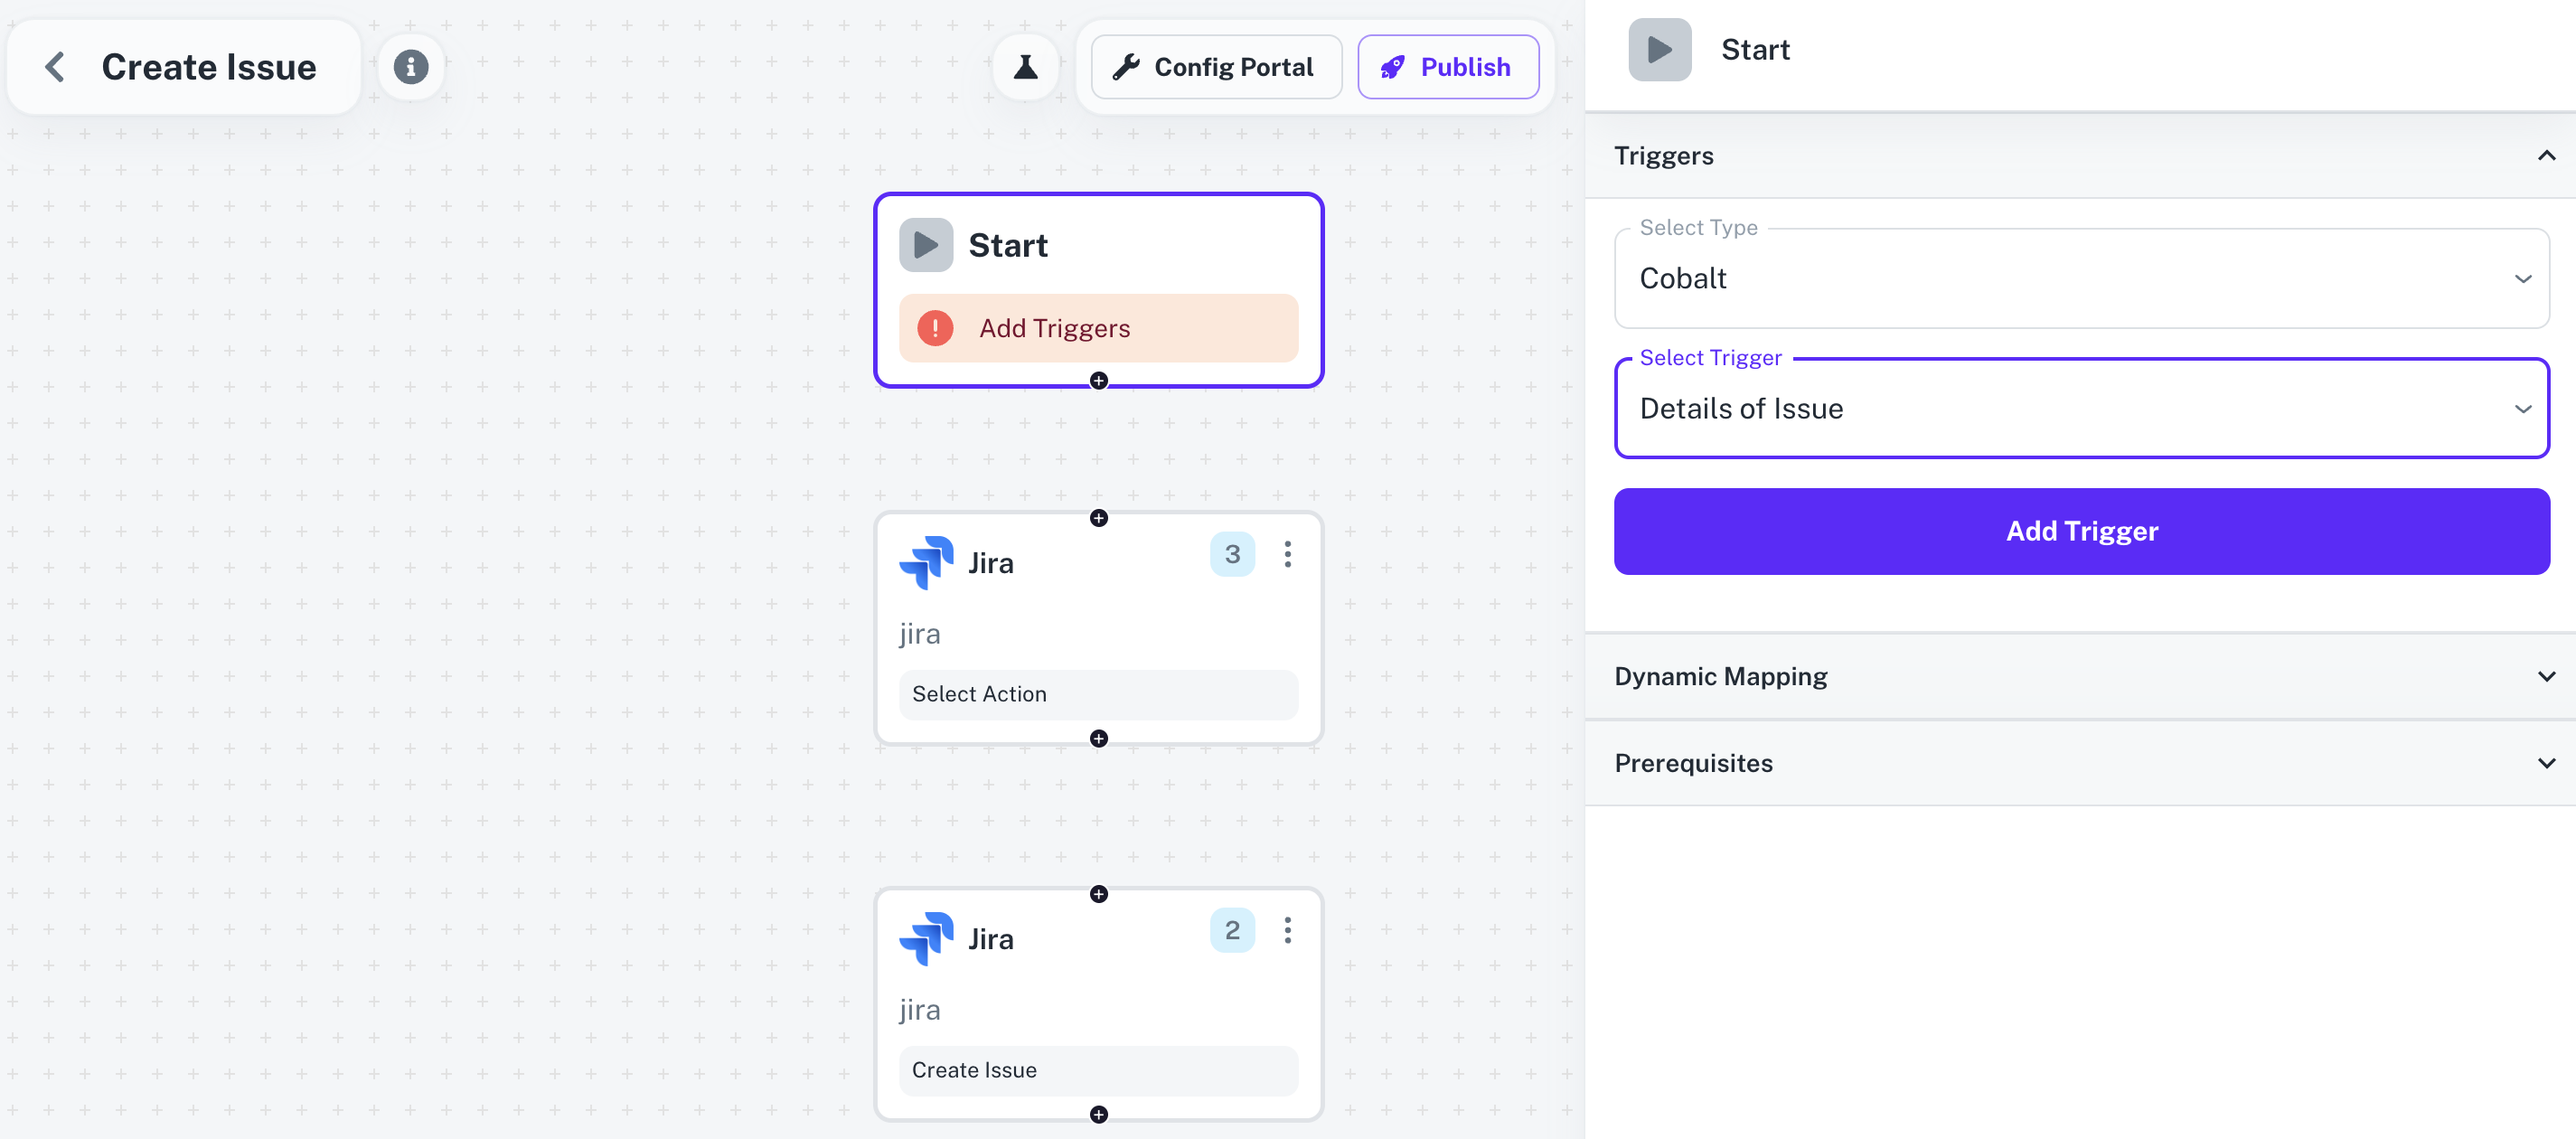 Create Issue
Config Portal
Publish
Start
Add Triggers
Jira
3
jira
Select Action
Jira
2
jira
Create Issue
Start
Triggers
Select Type
Cobalt
Select Trigger
Details of Issue
Add Trigger
Dynamic Mapping
Prerequisites